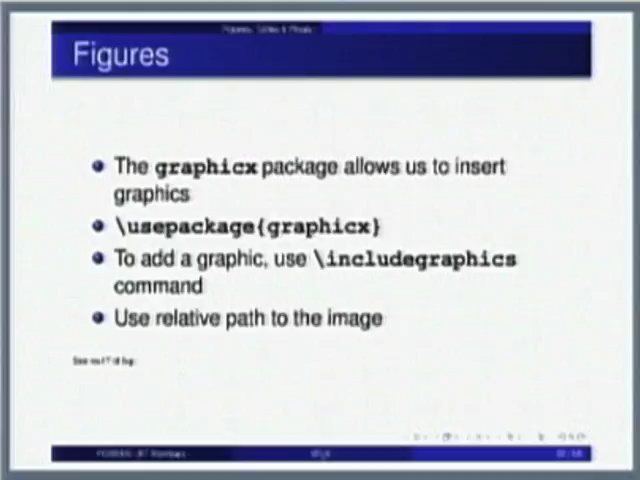 Figures
The graphicx package allows us to insert
graphics
\usepackage{graphicx}
To add a graphic, use \includegraphics
command
Use relative path to the image